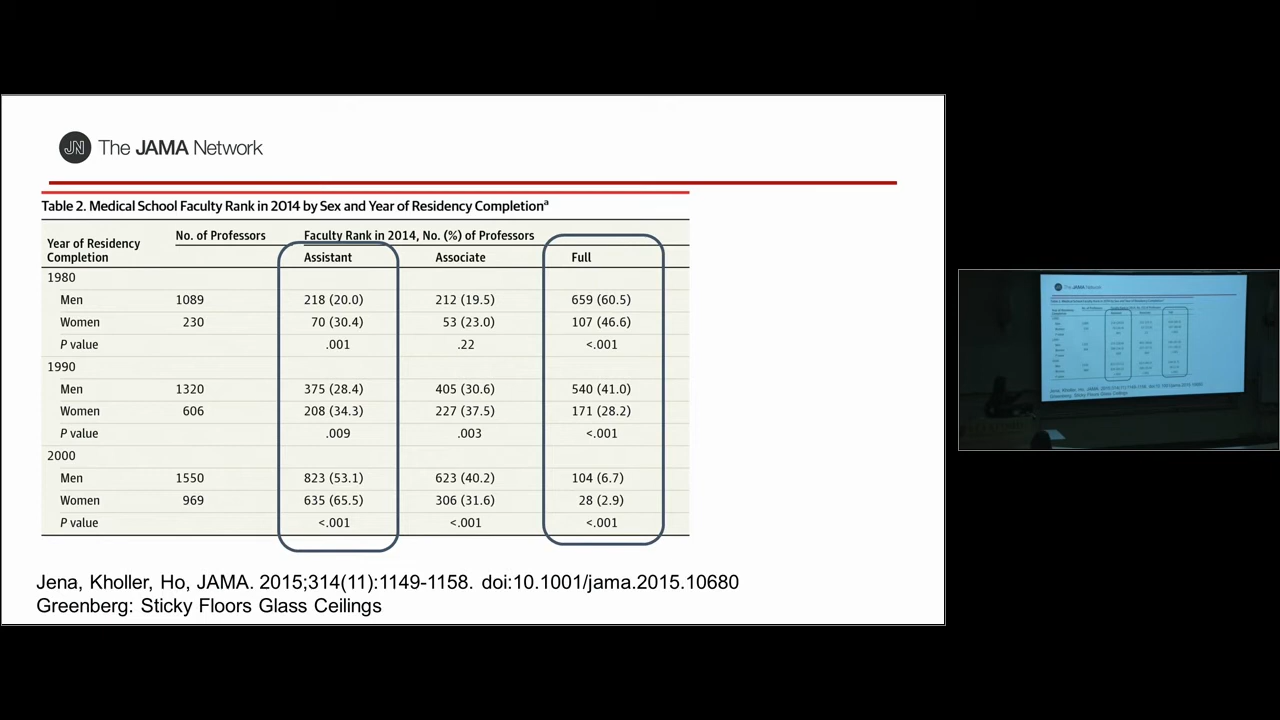 JN The JAMA Network
Table 2. Medical School Faculty Rank in 2014 by Sex and Year of Residency Completionª
Year of Residency Completion No. of Professors Faculty Rank in 2014, No. (%) of Professors
Assistant Associate Full
1980
Men 1089 218 (20.0) 212 (19.5) 659 (60.5)
Women 230 70 (30.4) 53 (23.0) 107 (46.6)
P value .001 .22 <.001
1990
Men 1320 375 (28.4) 405 (30.6) 540 (41.0)
Women 606 208 (34.3) 227 (37.5) 171 (28.2)
P value .009 .003 <.001
2000
Men 1550 823 (53.1) 623 (40.2) 104 (6.7)
Women 969 635 (65.5) 306 (31.6) 28 (2.9)
P value <.001 <.001 <.001
Jena, Kholler, Ho, JAMA. 2015;314(11):1149-1158. doi:10.1001/jama.2015.10680
Greenberg: Sticky Floors Glass Ceilings
The JAMA Network